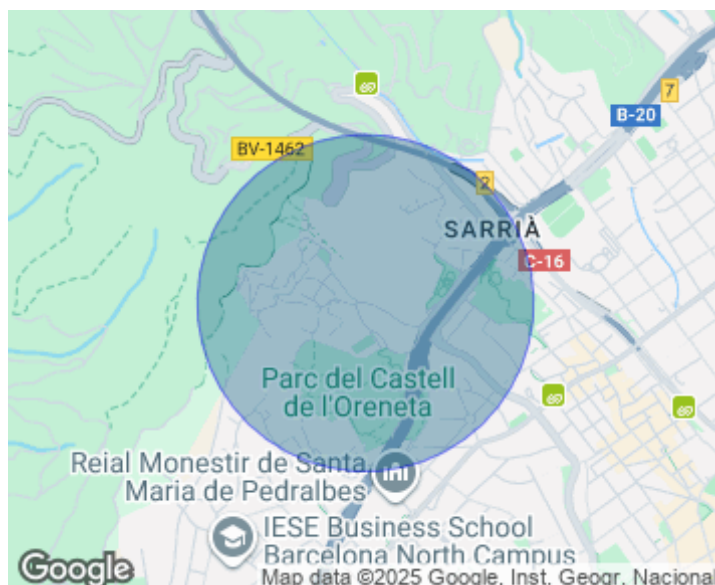 7
B-20
BV-1462
2
SARRIÀ
C-16
Parc del Castell
de l'Oreneta
Reial Monestir de Santa
Maria de Pedralbes
IESE Business School
Barcelona North Campus
Google
Map data ©2025 Google, Inst. Geogr. Nacional